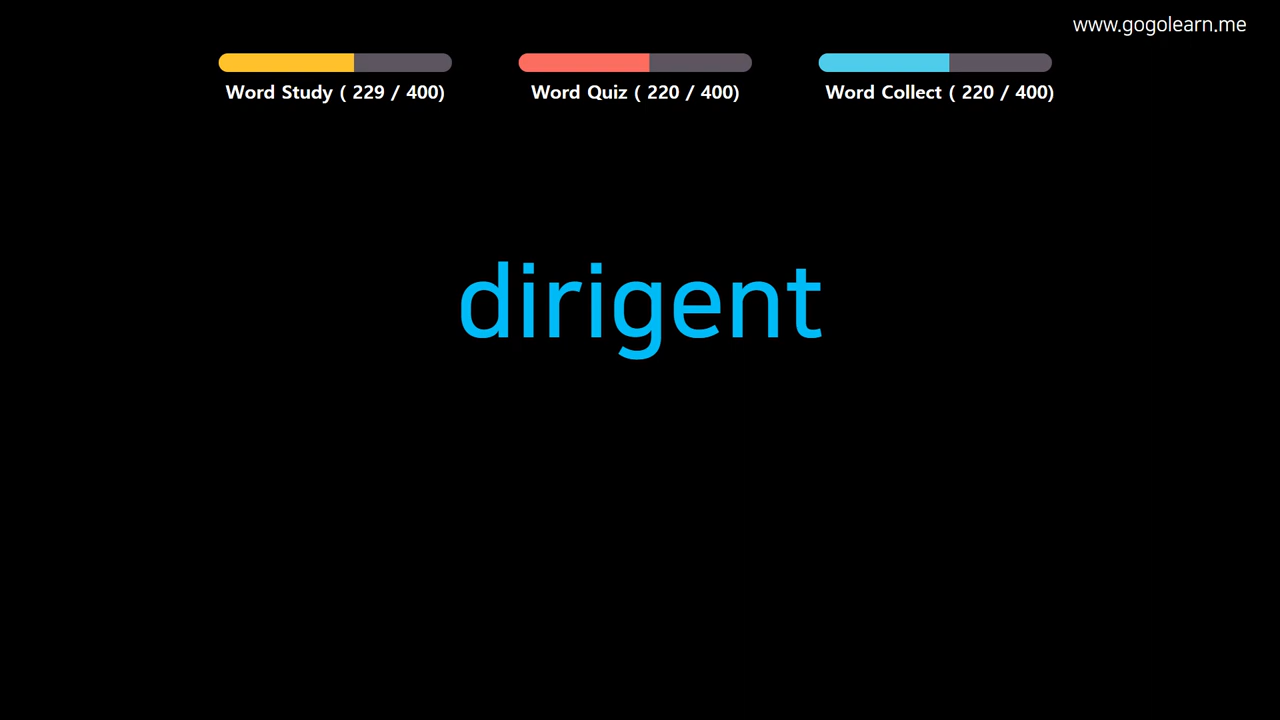 www.gogolearn.me
Word Study ( 229 / 400)
Word Quiz ( 220 / 400)
Word Collect ( 220 / 400)
dirigent